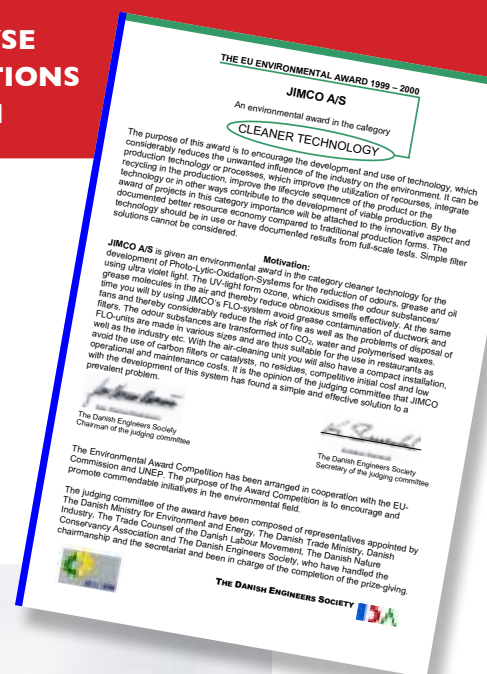 SE
TIONS
THE EU ENVIRONMENTAL AWARD 1999 – 2000
JIMCO A/S
An environmental award in the category
CLEANER TECHNOLOGY
The purpose of this award is to encourage the development and use of technology, which
considerably reduces the unwanted influence of the industry on the environment. It can be
production technology or processes, which improve the utilization of recourses, integrate
recycling in the production, improve the lifecycle sequence of the product or the
technology or in other ways contribute to the development of viable production. By the
award of projects in this category importance will be attached to the innovative aspect and
documented better resource economy compared to traditional production forms. The
technology should be in use or have documented results from full-scale tests. Simple filter
solutions cannot be considered.
Motivation:
JIMCO A/S is given an environmental award in the category cleaner technology for the
development of Photo-Lytic-Oxidation-Systems for the reduction of odours, grease and oil
using ultra violet light. The UV-light form ozone, which oxidises the odour substances/
grease molecules in the air and thereby reduce obnoxious smells effectively. At the same
time you will by using JIMCO's FLO-system avoid grease contamination of ductwork and
fans and thereby considerably reduce the risk of fire as well as the problems of disposal of
filters. The odour substances are transformed into CO₂, water and polymerised waxes.
FLO-units are made in various sizes and are thus suitable for the use in restaurants as
well as the industry etc. With the air-cleaning unit you will also have a compact installation,
avoid the use of carbon filters or catalysts, no residues, competitive initial cost and low
operational and maintenance costs. It is the opinion of the judging committee that JIMCO
with the development of this system has found a simple and effective solution to a
prevalent problem.
The Danish Engineers Society
Chairman of the judging committee
The Danish Engineers Society
Secretary of the judging committee
The Environmental Award Competition has been arranged in cooperation with the EU-
Commission and UNEP. The purpose of the Award Competition is to encourage and
promote commendable initiatives in the environmental field.
The judging committee of the award have been composed of representatives appointed by
The Danish Ministry for Environment and Energy, The Danish Trade Ministry, Danish
Industry, The Trade Counsel of the Danish Labour Movement, The Danish Nature
Conservancy Association and The Danish Engineers Society, who have handled the
chairmanship and the secretariat and been in charge of the completion of the prize-giving.
THE DANISH ENGINEERS SOCIETY
IDA